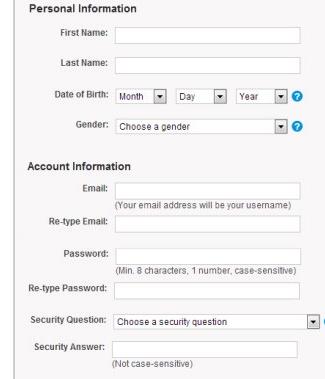 Personal Information
First Name:
Last Name:
Date of Birth: Month Day Year ?
Gender: Choose a gender ?
Account Information
Email:
(Your email address will be your username)
Re-type Email:
Password:
(Min. 8 characters, 1 number, case-sensitive)
Re-type Password:
Security Question: Choose a security question
Security Answer:
(Not case-sensitive)